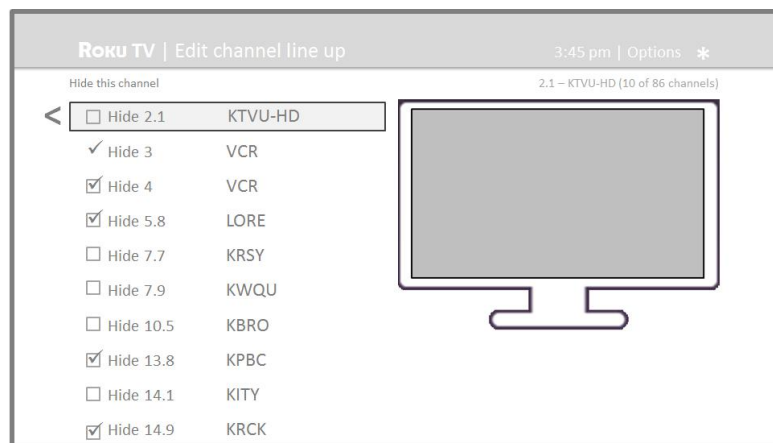 Roku TV | Edit channel line up
3:45 pm | Options *
Hide this channel
2.1 – KTVU-HD (10 of 86 channels)
<
Hide 2.1 KTVU-HD
Hide 3 VCR
Hide 4 VCR
Hide 5.8 LORE
Hide 7.7 KRSY
Hide 7.9 KWQU
Hide 10.5 KBRO
Hide 13.8 KPBC
Hide 14.1 KITY
Hide 14.9 KRCK